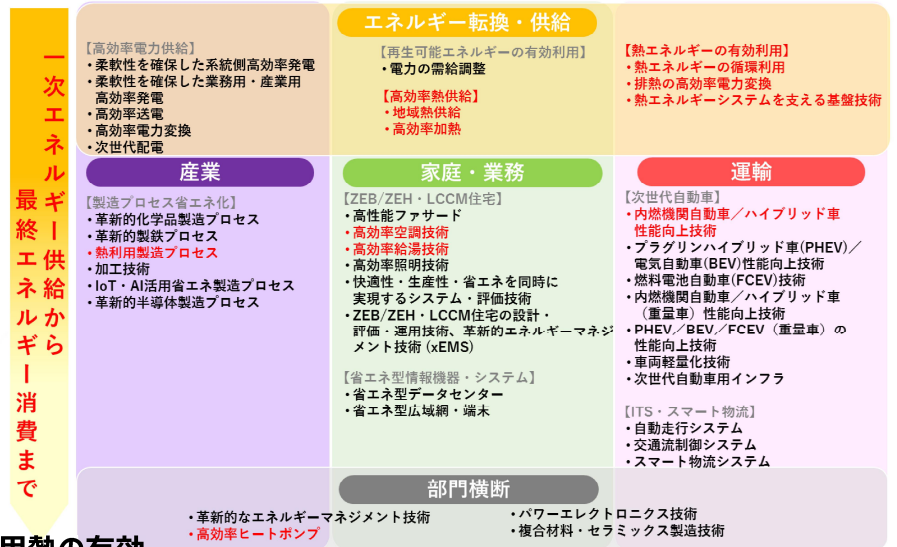 一次エネルギー供給から
最終エネルギー消費まで
エネルギー転換・供給
【高効率電力供給】
・柔軟性を確保した系統側高効率発電
・柔軟性を確保した業務用・産業用
高効率発電
・高効率送電
・高効率電力変換
・次世代配電
【再生可能エネルギーの有効利用】
・電力の需給調整
【高効率熱供給】
・地域熱供給
・高効率加熱
【熱エネルギーの有効利用】
・熱エネルギーの循環利用
・排熱の高効率電力変換
・熱エネルギーシステムを支える基盤技術
産業
【製造プロセス省エネ化】
・革新的化学品製造プロセス
・革新的製鉄プロセス
・熱利用製造プロセス
・加工技術
・IoT・AI活用省エネ製造プロセス
・革新的半導体製造プロセス
家庭・業務
【ZEB/ZEH・LCCM住宅】
・高性能ファサード
・高効率空調技術
・高効率給湯技術
・高効率照明技術
・快適性・生産性・省エネを同時に
実現するシステム・評価技術
・ZEB/ZEH・LCCM住宅の設計・
評価・運用技術、革新的エネルギーマネジ
メント技術 (xEMS)
【省エネ型情報機器・システム】
・省エネ型データセンター
・省エネ型広域網・端末
運輸
【次世代自動車】
・内燃機関自動車／ハイブリッド車
性能向上技術
・プラグリンハイブリッド車(PHEV)／
電気自動車(BEV)性能向上技術
・燃料電池自動車(FCEV)技術
・内燃機関自動車／ハイブリッド車
（重量車）性能向上技術
・PHEV／BEV／FCEV（重量車）の
性能向上技術
・車両軽量化技術
・次世代自動車用インフラ
【ITS・スマート物流】
・自動走行システム
・交通流制御システム
・スマート物流システム
部門横断
・革新的なエネルギーマネジメント技術
・高効率ヒートポンプ
・パワーエレクトロニクス技術
・複合材料・セラミックス製造技術
用熱の有効